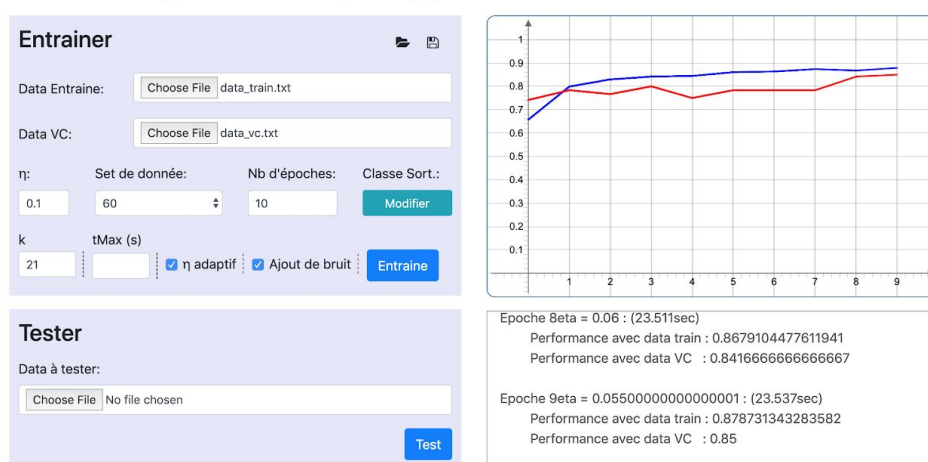 Entrainer
Data Entraine: Choose File data_train.txt
Data VC: Choose File data_vc.txt
η: Set de donnée: Nb d'époches: Classe Sort.:
0.1 60 10 Modifier
k tMax (s)
21 η adaptif Ajout de bruit Entraine
Tester
Data à tester:
Choose File No file chosen
Test
1
0.9
0.8
0.7
0.6
0.5
0.4
0.3
0.2
0.1
1 2 3 4 5 6 7 8 9
Epoche 8eta = 0.06 : (23.511sec)
Performance avec data train : 0.8679104477611941
Performance avec data VC : 0.8416666666666667
Epoche 9eta = 0.05500000000000001 : (23.537sec)
Performance avec data train : 0.878731343283582
Performance avec data VC : 0.85